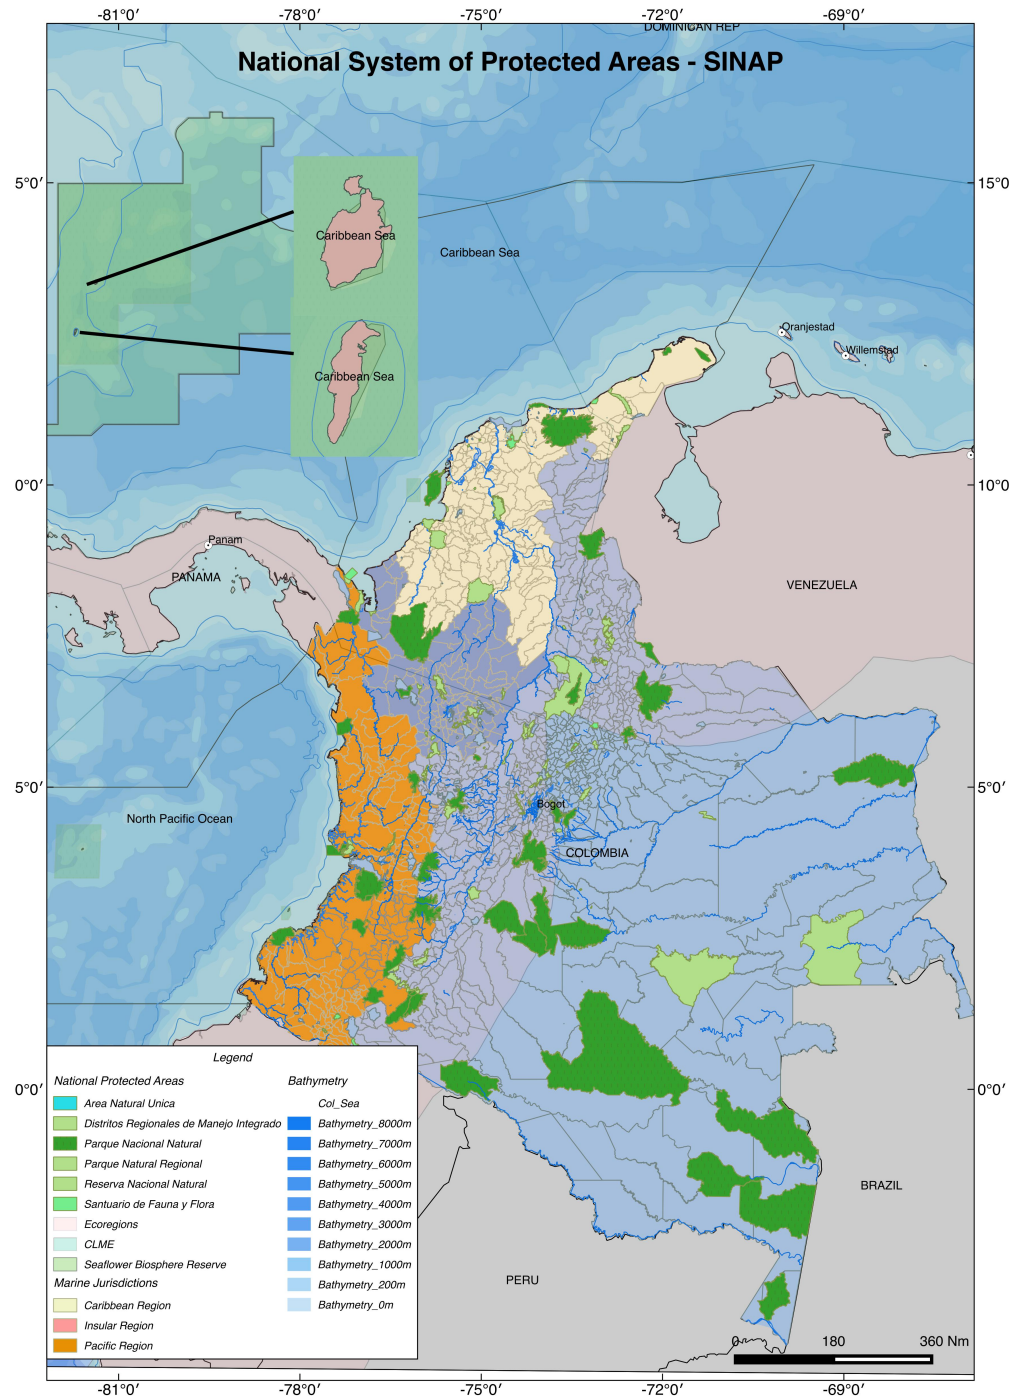 -81°0′ -78°0′ -75°0′ -72°0′ -69°0′
DOMINICAN REP
National System of Protected Areas - SINAP
5°0′ 15°0
Caribbean Sea
Caribbean Sea
Oranjestad
Willemstad
Caribbean Sea
0°0′ 10°0
Panam
PANAMA
VENEZUELA
5°0′ 5°0′
North Pacific Ocean
Bogot
COLOMBIA
0°0′ 0°0′
BRAZIL
PERU
Legend
National Protected Areas
Area Natural Unica
Distritos Regionales de Manejo Integrado
Parque Nacional Natural
Parque Natural Regional
Reserva Nacional Natural
Santuario de Fauna y Flora
Ecoregions
CLME
Seaflower Biosphere Reserve
Marine Jurisdictions
Caribbean Region
Insular Region
Pacific Region
Bathymetry
Col_Sea
Bathymetry_8000m
Bathymetry_7000m
Bathymetry_6000m
Bathymetry_5000m
Bathymetry_4000m
Bathymetry_3000m
Bathymetry_2000m
Bathymetry_1000m
Bathymetry_200m
Bathymetry_0m
0 180 360 Nm
-81°0′ -78°0′ -75°0′ -72°0′ -69°0′